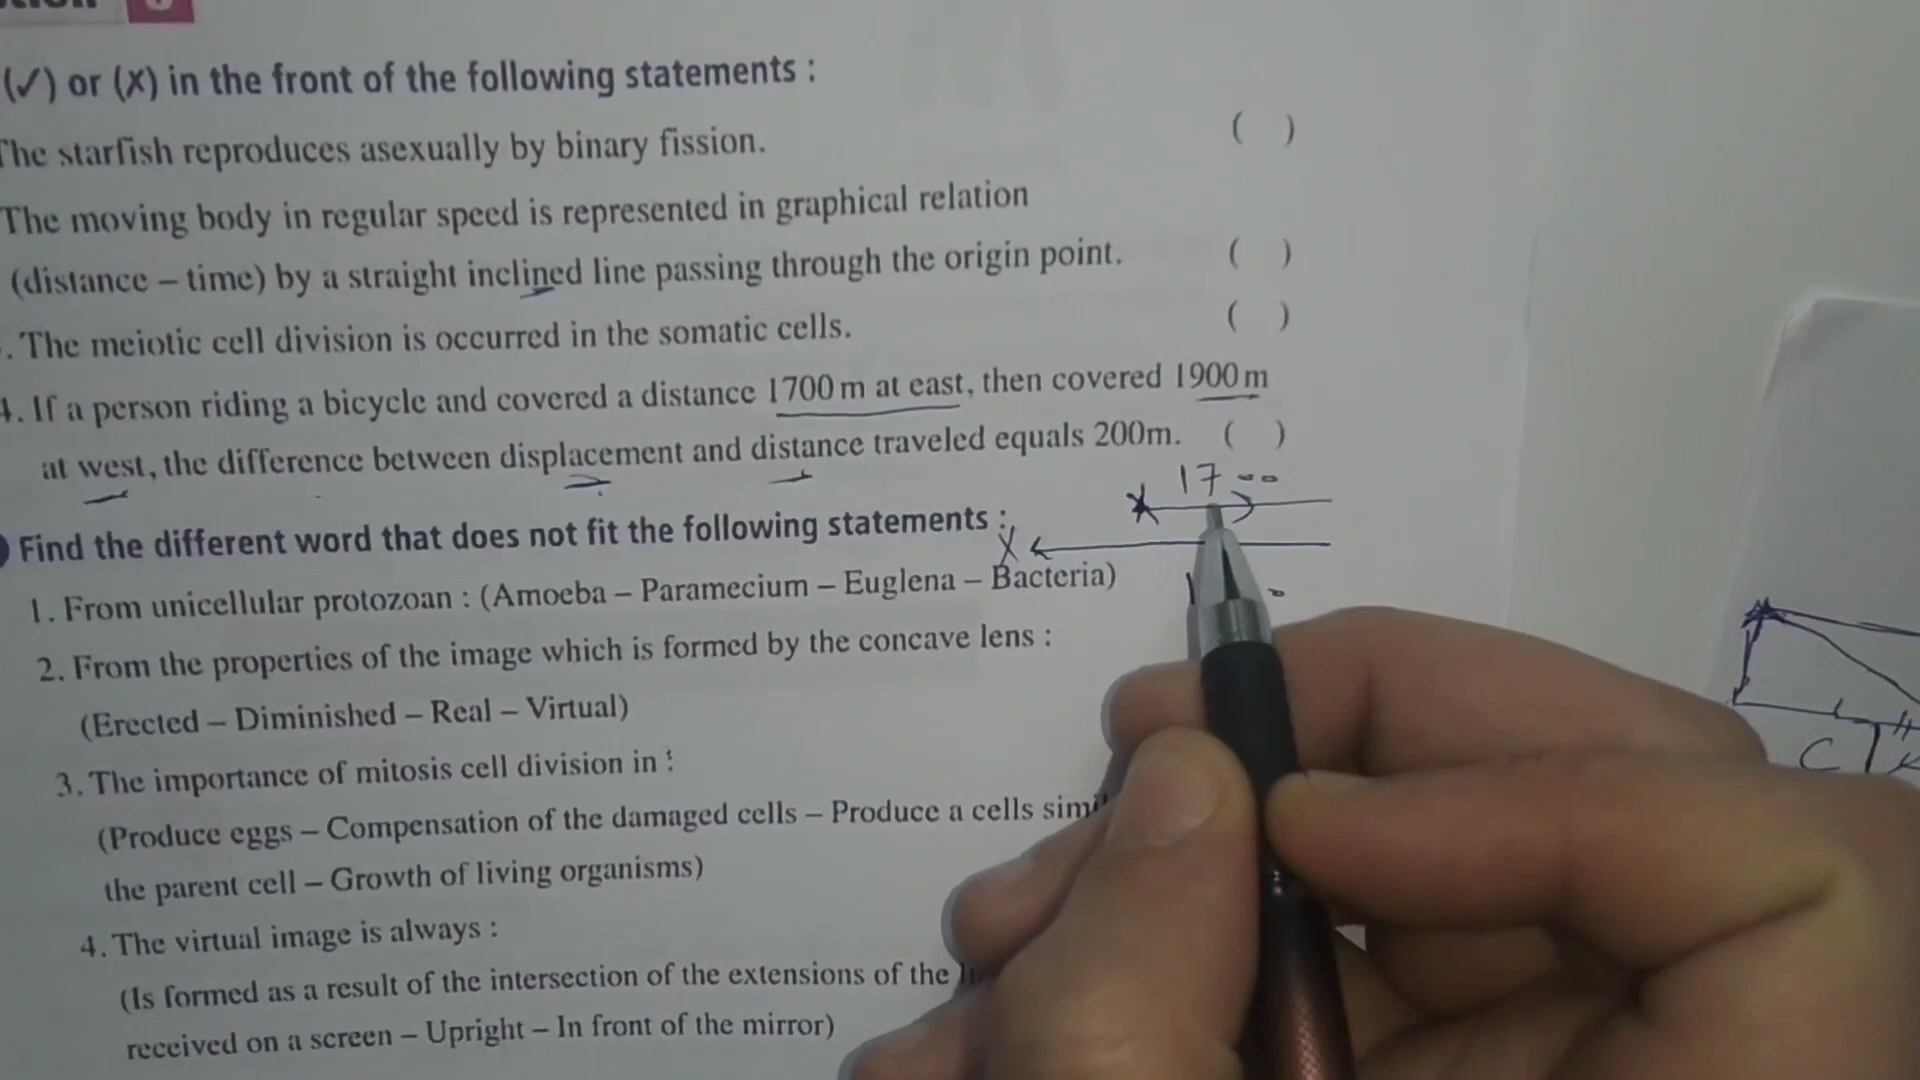 (✓) or (X) in the front of the following statements :
The starfish reproduces asexually by binary fission. ( )
The moving body in regular speed is represented in graphical relation
(distance – time) by a straight inclined line passing through the origin point. ( )
. The meiotic cell division is occurred in the somatic cells. ( )
4. If a person riding a bicycle and covered a distance 1700 m at east, then covered 1900 m
at west, the difference between displacement and distance traveled equals 200m. ( )
1700
Find the different word that does not fit the following statements :
1. From unicellular protozoan : (Amoeba – Paramecium – Euglena – Bacteria)
2. From the properties of the image which is formed by the concave lens :
(Erected – Diminished – Real – Virtual)
C
3. The importance of mitosis cell division in :
(Produce eggs – Compensation of the damaged cells – Produce a cells
the parent cell – Growth of living organisms)
4. The virtual image is always :
(Is formed as a result of the intersection of the extensions of the
received on a screen – Upright – In front of the mirror)